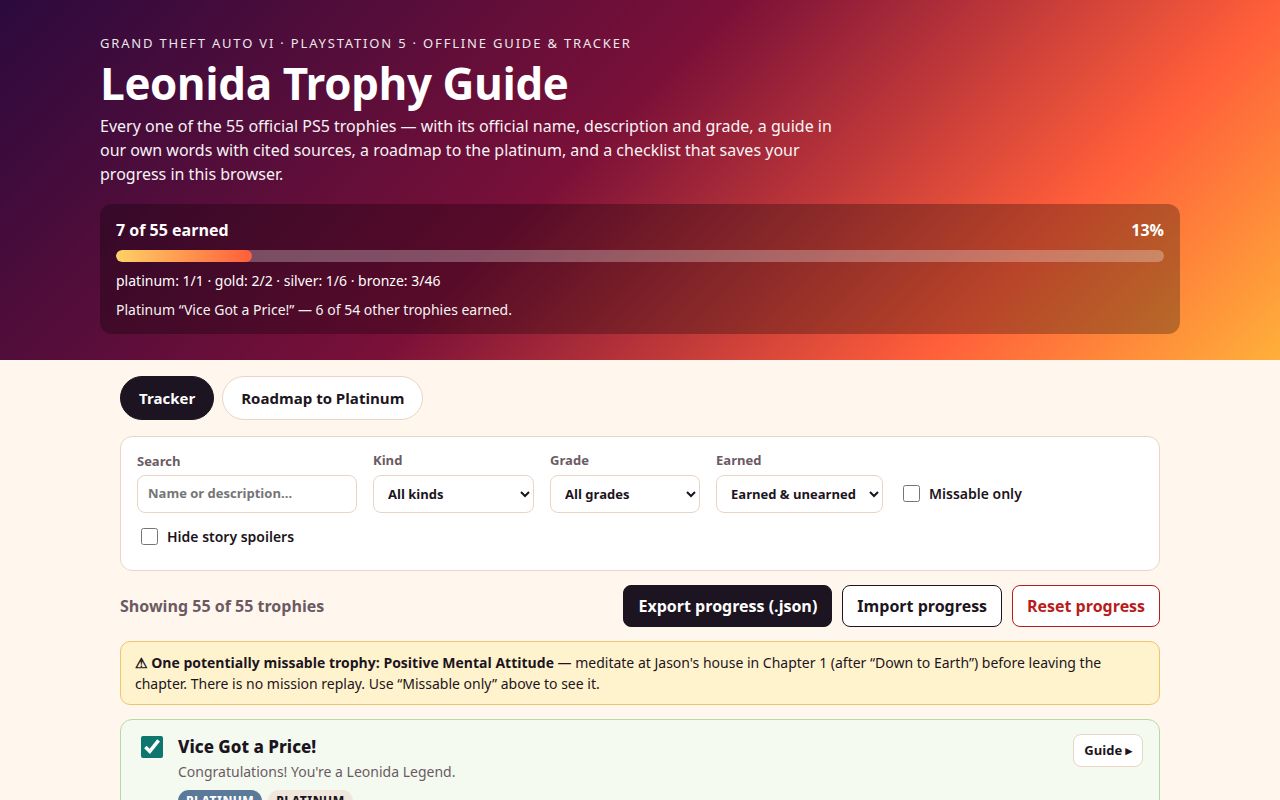 GRAND THEFT AUTO VI · PLAYSTATION 5 · OFFLINE GUIDE & TRACKER
Leonida Trophy Guide
Every one of the 55 official PS5 trophies — with its official name, description and grade, a guide in
our own words with cited sources, a roadmap to the platinum, and a checklist that saves your
progress in this browser.
7 of 55 earned 13%
platinum: 1/1 · gold: 2/2 · silver: 1/6 · bronze: 3/46
Platinum “Vice Got a Price!” — 6 of 54 other trophies earned.
Tracker Roadmap to Platinum
Search Kind Grade Earned
Name or description... All kinds All grades Earned & unearned Missable only
Hide story spoilers
Showing 55 of 55 trophies Export progress (.json) Import progress Reset progress
⚠ One potentially missable trophy: Positive Mental Attitude — meditate at Jason's house in Chapter 1 (after “Down to Earth”) before leaving the
chapter. There is no mission replay. Use “Missable only” above to see it.
Vice Got a Price! Guide ▸
Congratulations! You're a Leonida Legend.
PLATINUM PLATINUM